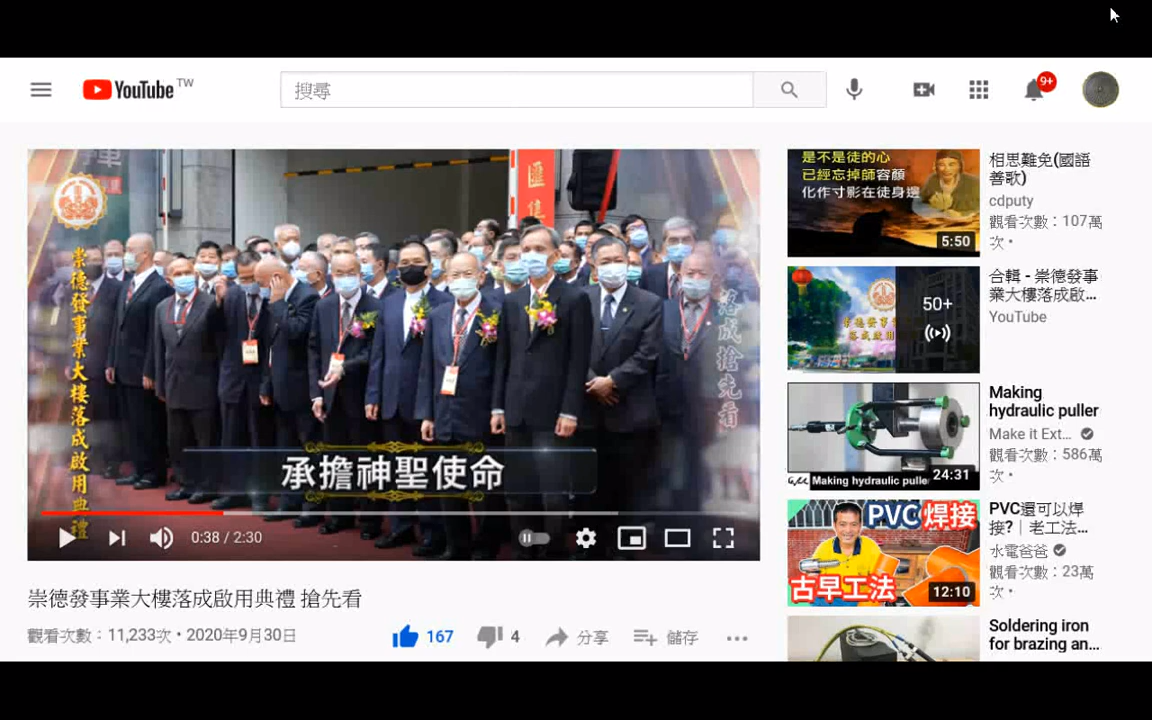 YouTube TW
搜尋
9+
匯集
崇德發事業大樓落成啟用典禮
落成搶先看
承擔神聖使命
0:38 / 2:30
崇德發事業大樓落成啟用典禮 搶先看
觀看次數：11,233次 • 2020年9月30日
167
4
分享
儲存
是不是徒的心
已經忘掉師容顏
化作寸影在徒身邊
5:50
相思難免(國語
善歌)
cdputy
觀看次數：107萬
次 •
50+
合輯 - 崇德發事
業大樓落成啟...
YouTube
Making hydraulic pulle
24:31
Making
hydraulic puller
Make it Ext...
觀看次數：586萬
次 •
PVC焊接
古早工法
12:10
PVC還可以焊
接?｜老工法...
水電爸爸
觀看次數：23萬
次 •
Soldering iron
for brazing an...